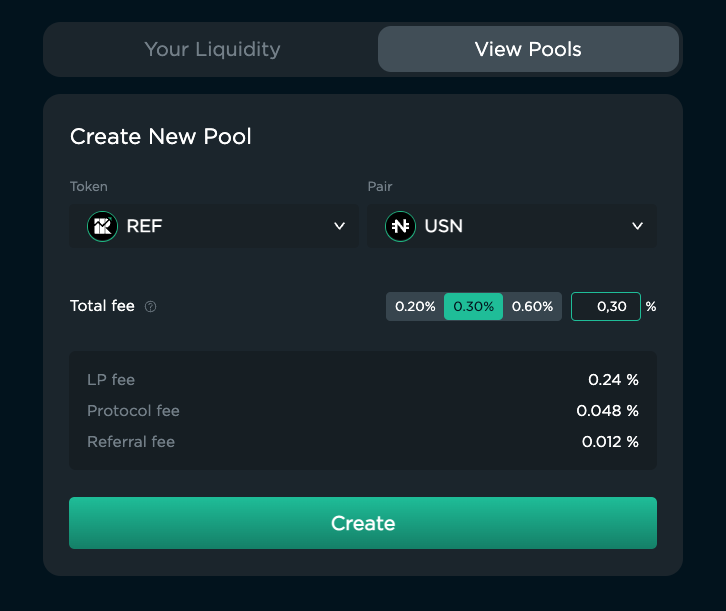 Your Liquidity View Pools
Create New Pool
Token Pair
REF USN
Total fee 0.20% 0.30% 0.60% 0,30 %
LP fee 0.24 %
Protocol fee 0.048 %
Referral fee 0.012 %
Create